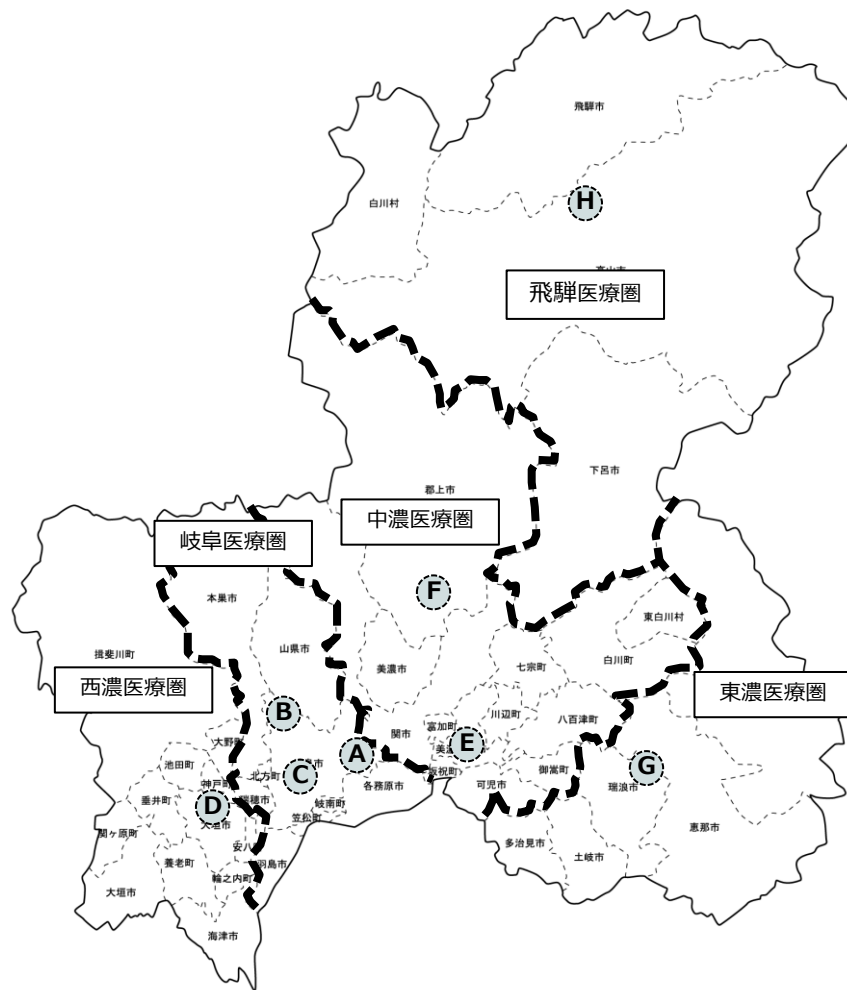 飛騨市
白川村
H
飛騨医療圏
下呂市
郡上市
中濃医療圏
岐阜医療圏
F
本巣市
東白川村
山県市
揖斐川町
美濃市
七宗町
白川町
西濃医療圏
東濃医療圏
B
川辺町
八百津町
関市
富加町
大野町
E
A
池田町
北方町
C
各務原市
御嵩町
G
可児市
瑞浪市
神戸町
D
垂井町
岐南町
笠松町
恵那市
関ヶ原町
多治見市
養老町
羽島市
土岐市
輪之内町
大垣市
海津市